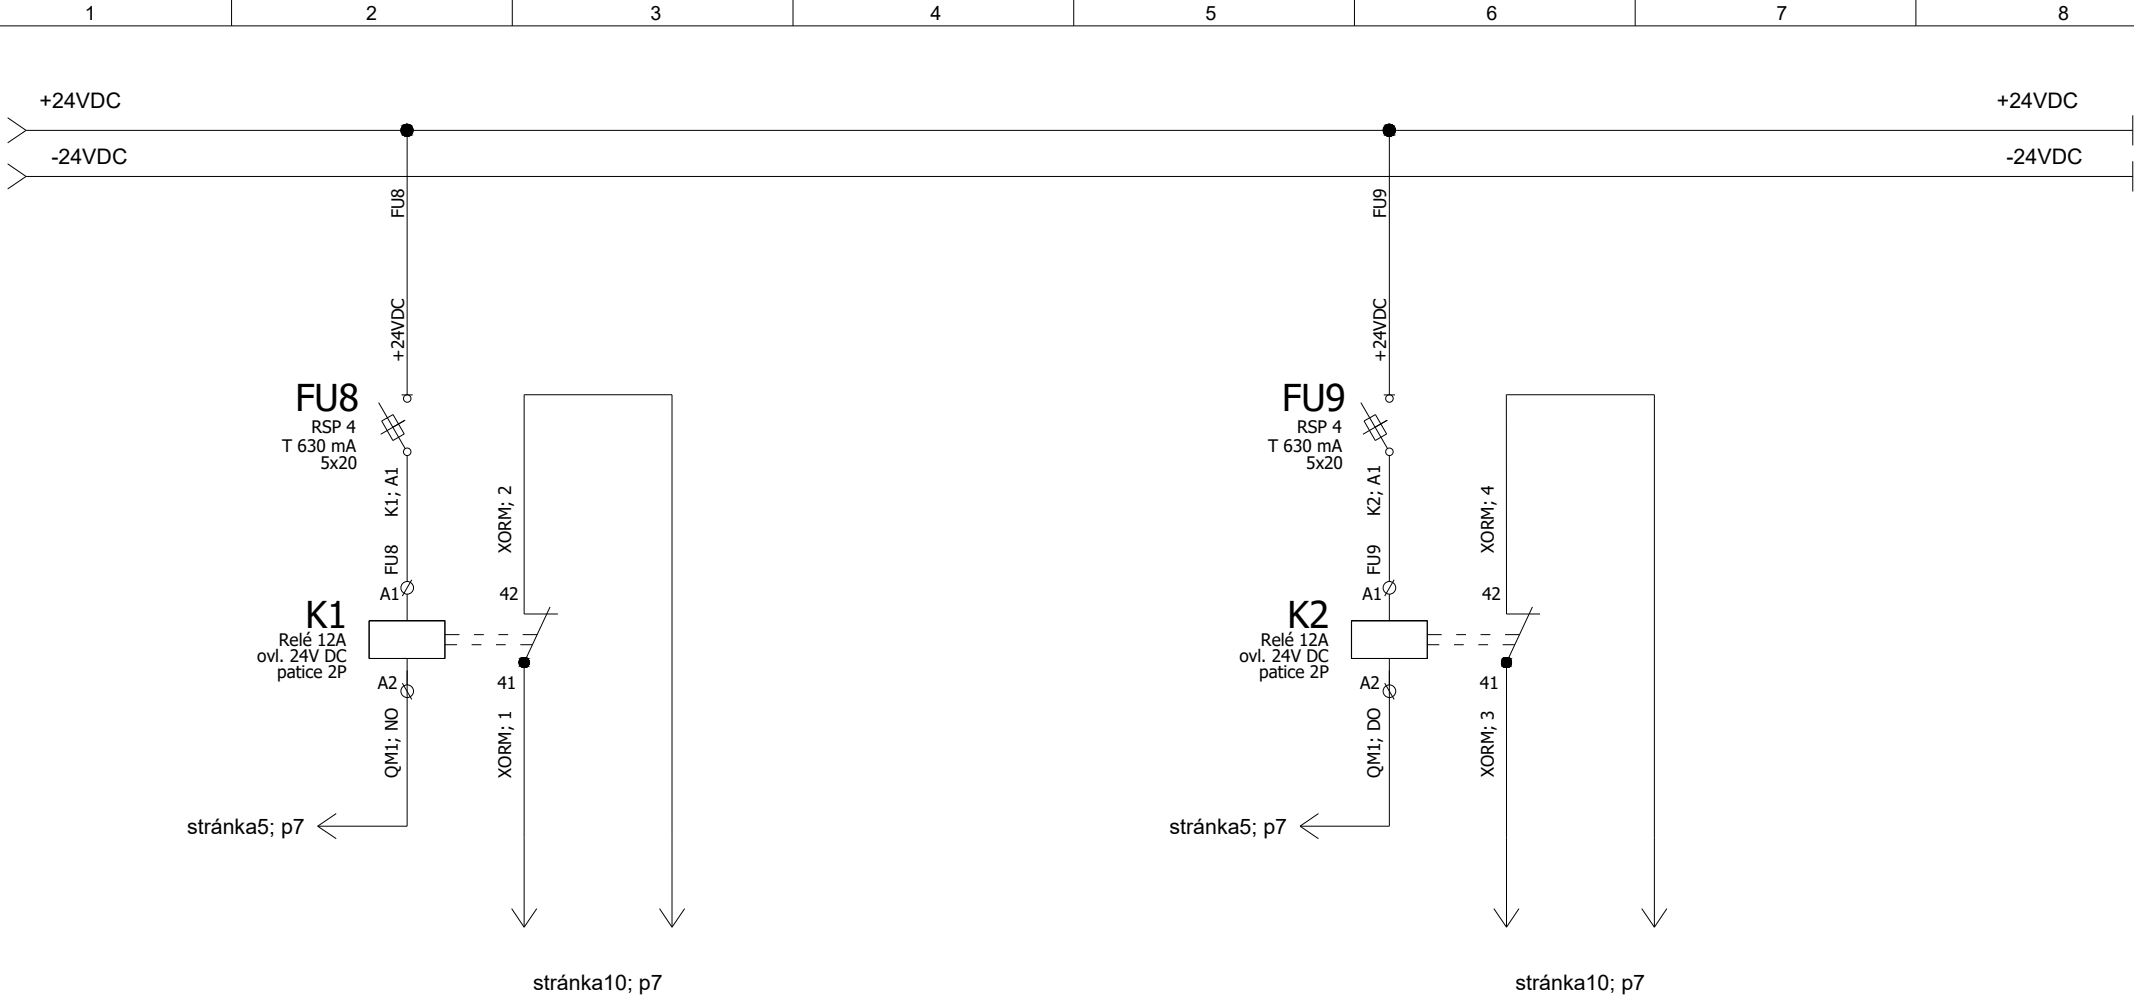 1 2 3 4 5 6 7 8
+24VDC +24VDC
-24VDC -24VDC
FU8
+24VDC
FU8
RSP 4
T 630 mA
5x20
K1; A1
FU8
A1
K1
Relé 12A
ovl. 24V DC
patice 2P
A2
QM1; NO
stránka5; p7
XORM; 2
42
41
XORM; 1
stránka10; p7
FU9
+24VDC
FU9
RSP 4
T 630 mA
5x20
K2; A1
FU9
A1
K2
Relé 12A
ovl. 24V DC
patice 2P
A2
QM1; DO
stránka5; p7
XORM; 4
42
41
XORM; 3
stránka10; p7